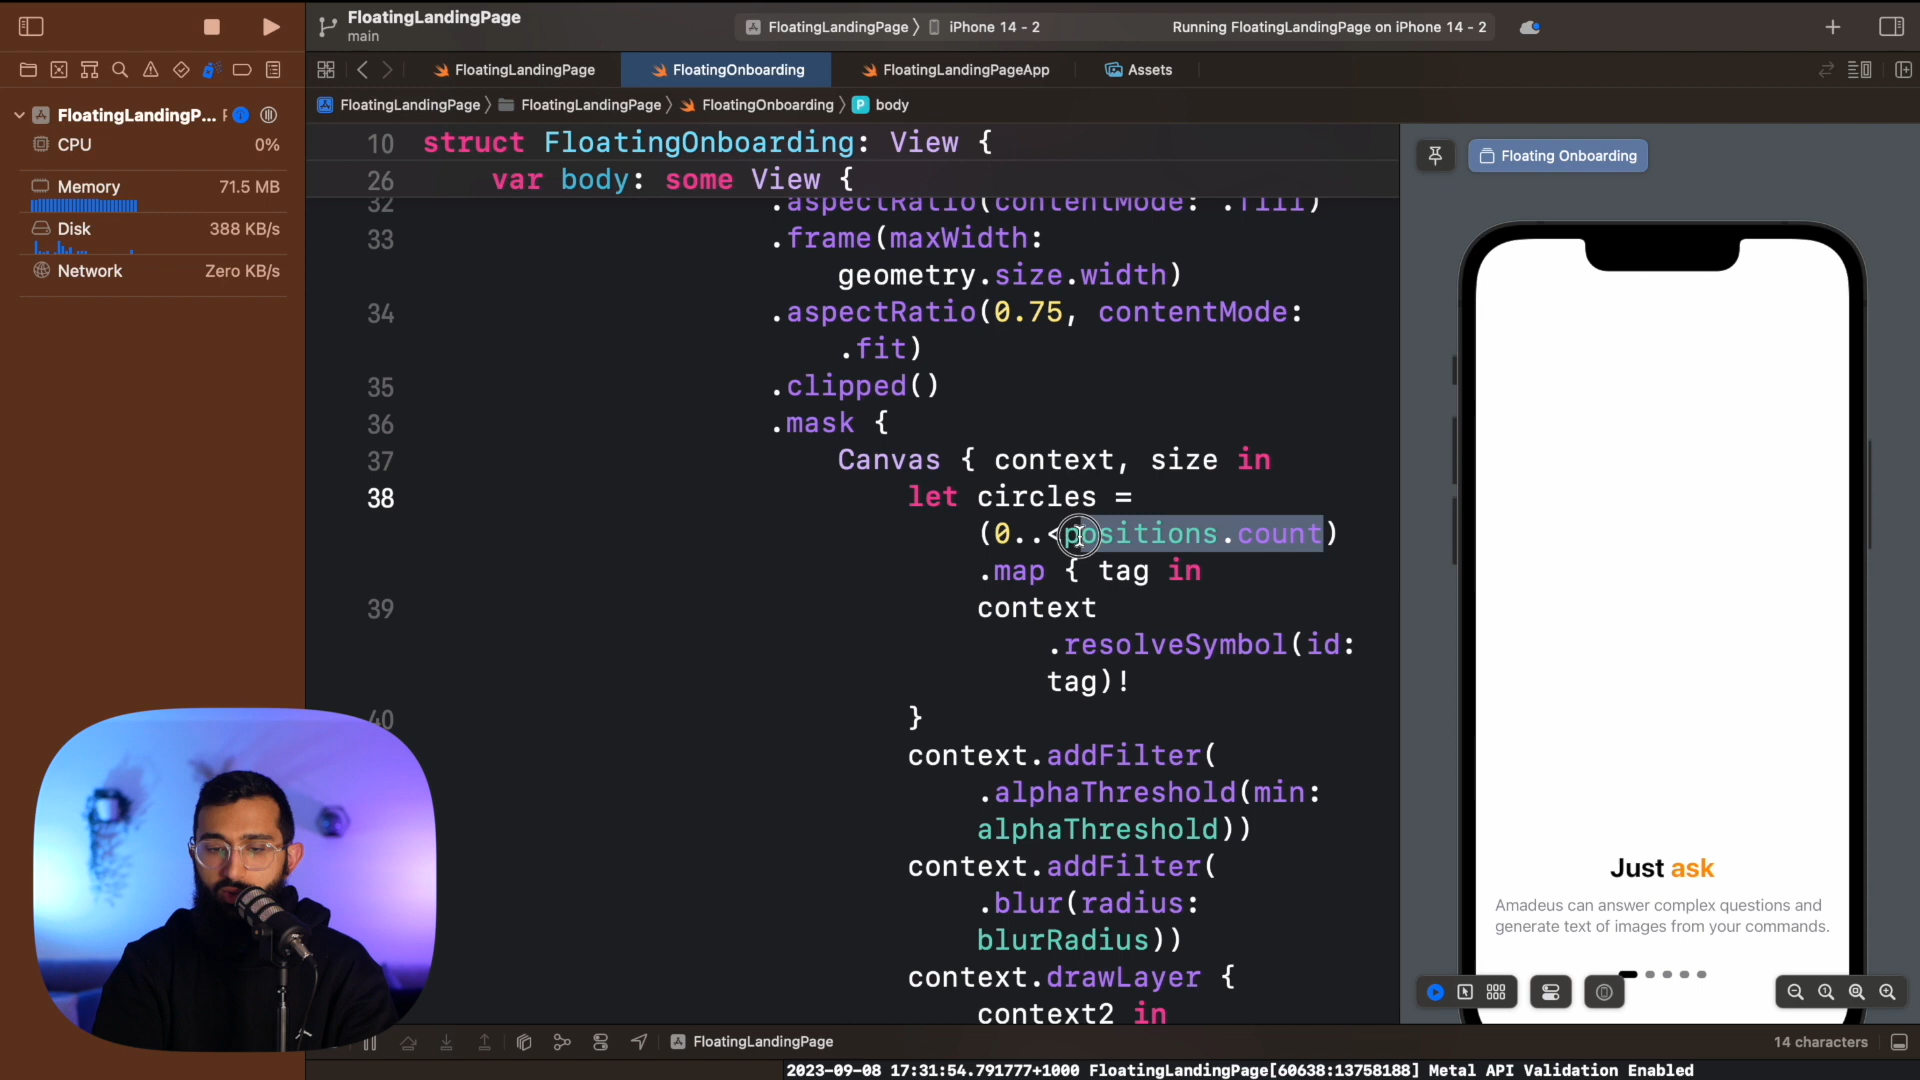 FloatingLandingPage
main
FloatingLandingPage 〉 iPhone 14 - 2
Running FloatingLandingPage on iPhone 14 - 2
FloatingLandingPage
FloatingOnboarding
FloatingLandingPageApp
Assets
FloatingLandingPage 〉 FloatingLandingPage 〉 FloatingOnboarding 〉 P body
FloatingLandingP...
CPU 0%
Memory 71.5 MB
Disk 388 KB/s
Network Zero KB/s
10 struct FloatingOnboarding: View {
26 var body: some View {
32 .aspectRatio(contentMode: .fill)
33 .frame(maxWidth:
geometry.size.width)
34 .aspectRatio(0.75, contentMode:
.fit)
35 .clipped()
36 .mask {
37 Canvas { context, size in
38 let circles =
(0..<positions.count)
.map { tag in
39 context
.resolveSymbol(id:
tag)!
40 }
context.addFilter(
.alphaThreshold(min:
alphaThreshold))
context.addFilter(
.blur(radius:
blurRadius))
context.drawLayer {
context2 in
Floating Onboarding
Just ask
Amadeus can answer complex questions and
generate text of images from your commands.
FloatingLandingPage
14 characters
2023-09-08 17:31:54.791777+1000 FloatingLandingPage[60638:13758188] Metal API Validation Enabled